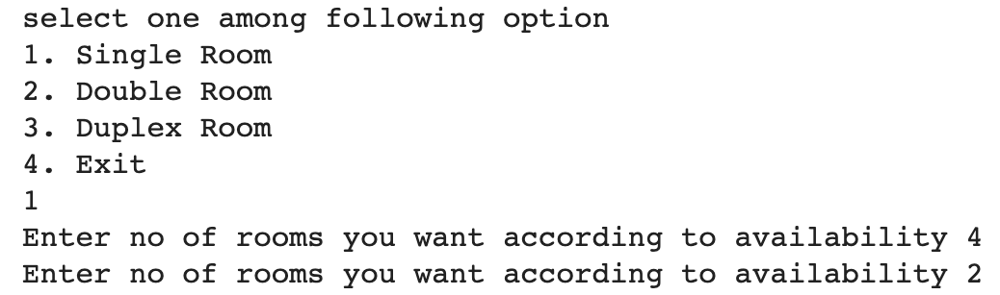 select one among following option
1. Single Room
2. Double Room
3. Duplex Room
4. Exit
1
Enter no of rooms you want according to availability 4
Enter no of rooms you want according to availability 2